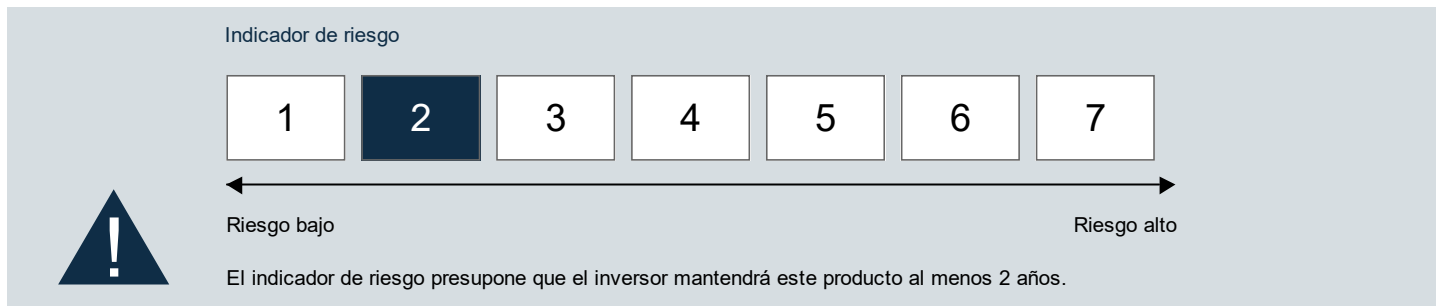 Indicador de riesgo
1 2 3 4 5 6 7
Riesgo bajo Riesgo alto
!
El indicador de riesgo presupone que el inversor mantendrá este producto al menos 2 años.